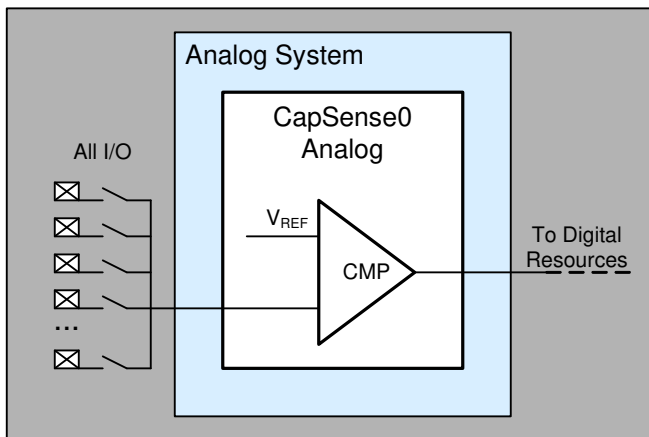 Analog System
CapSense0
Analog
All I/O
VREF
CMP
To Digital
Resources
...